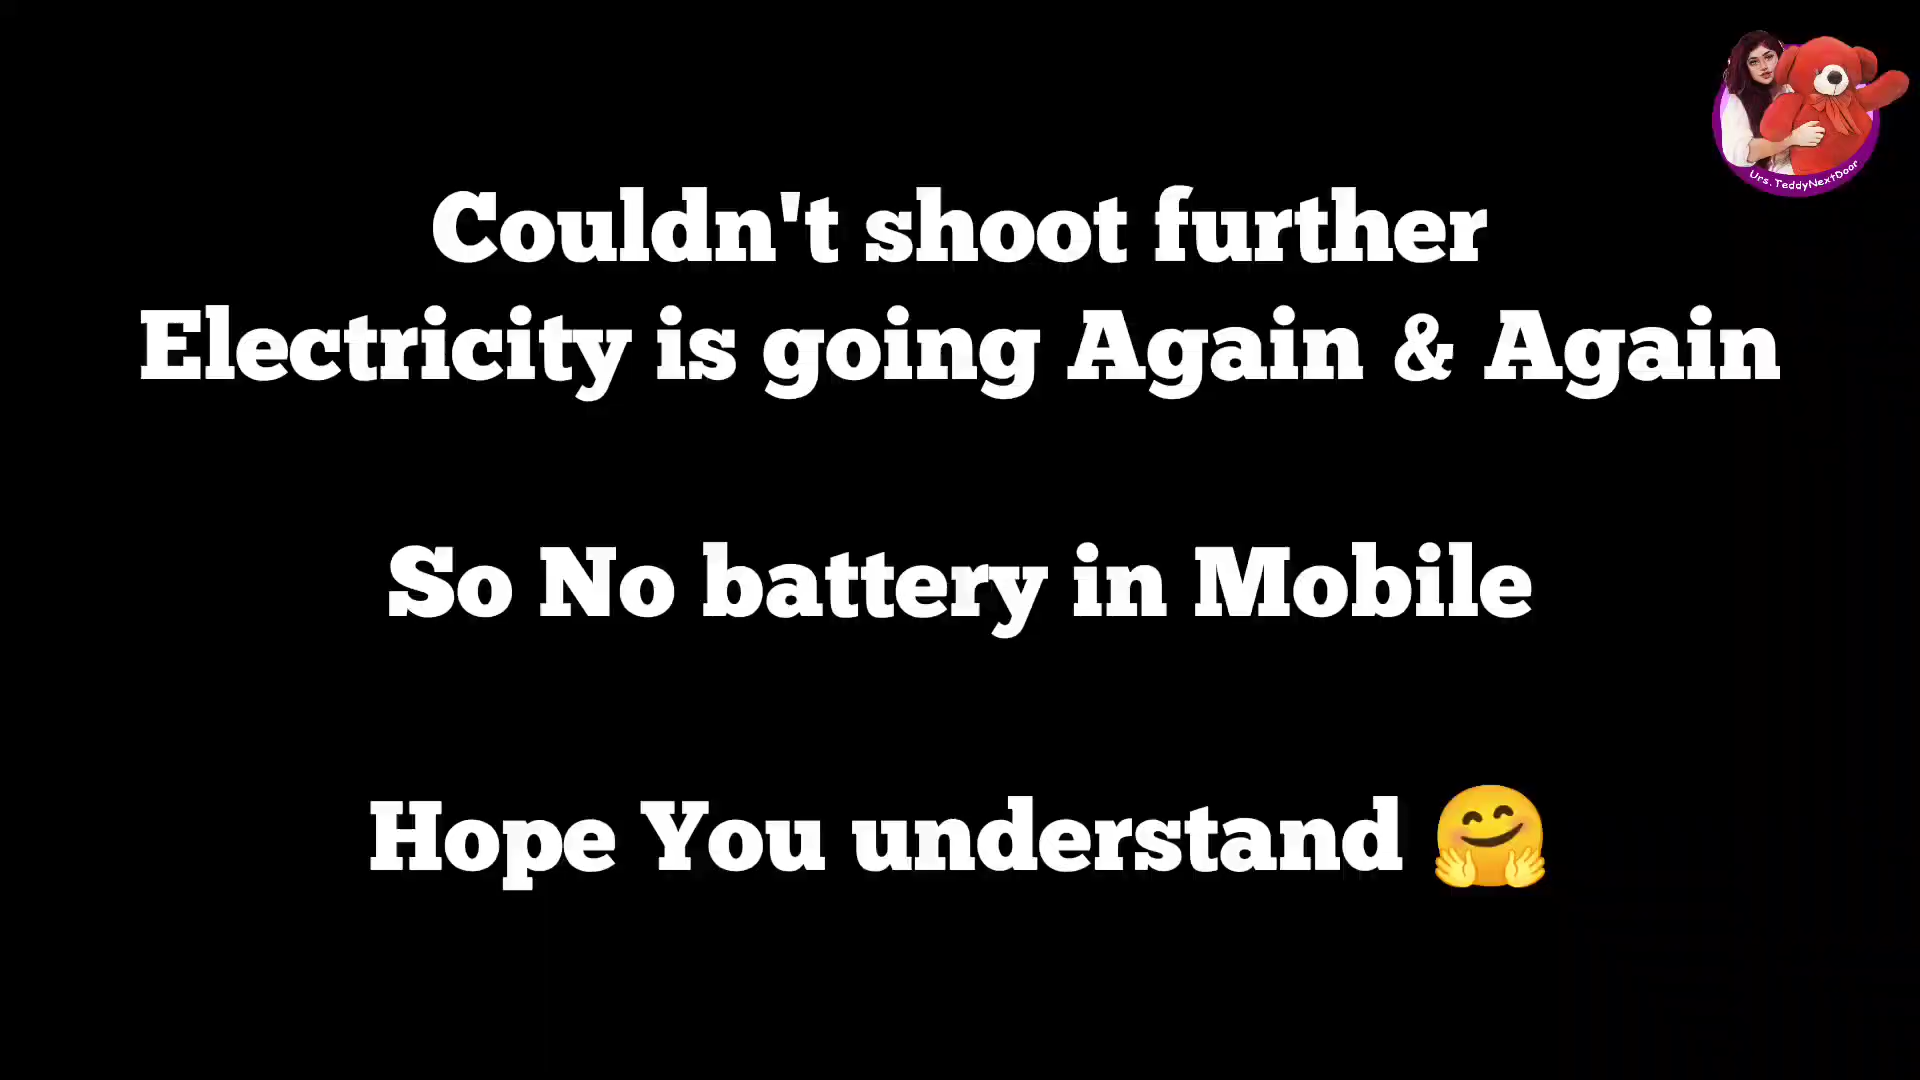 Urs.TeddyNextDoor
Couldn't shoot further
Electricity is going Again & Again
So No battery in Mobile
Hope You understand 🤗